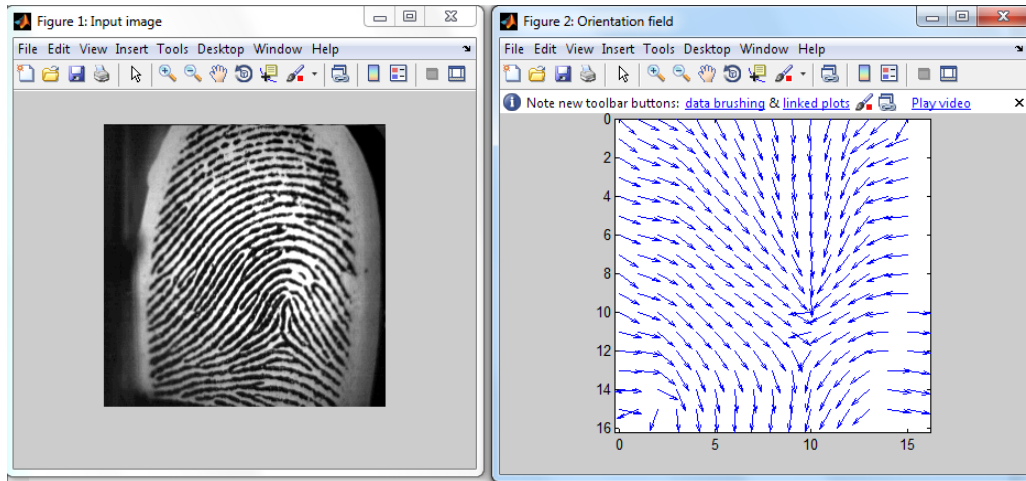 Figure 1: Input image
File Edit View Insert Tools Desktop Window Help
Figure 2: Orientation field
File Edit View Insert Tools Desktop Window Help
Note new toolbar buttons: data brushing & linked plots Play video
0
2
4
6
8
10
12
14
16
0 5 10 15